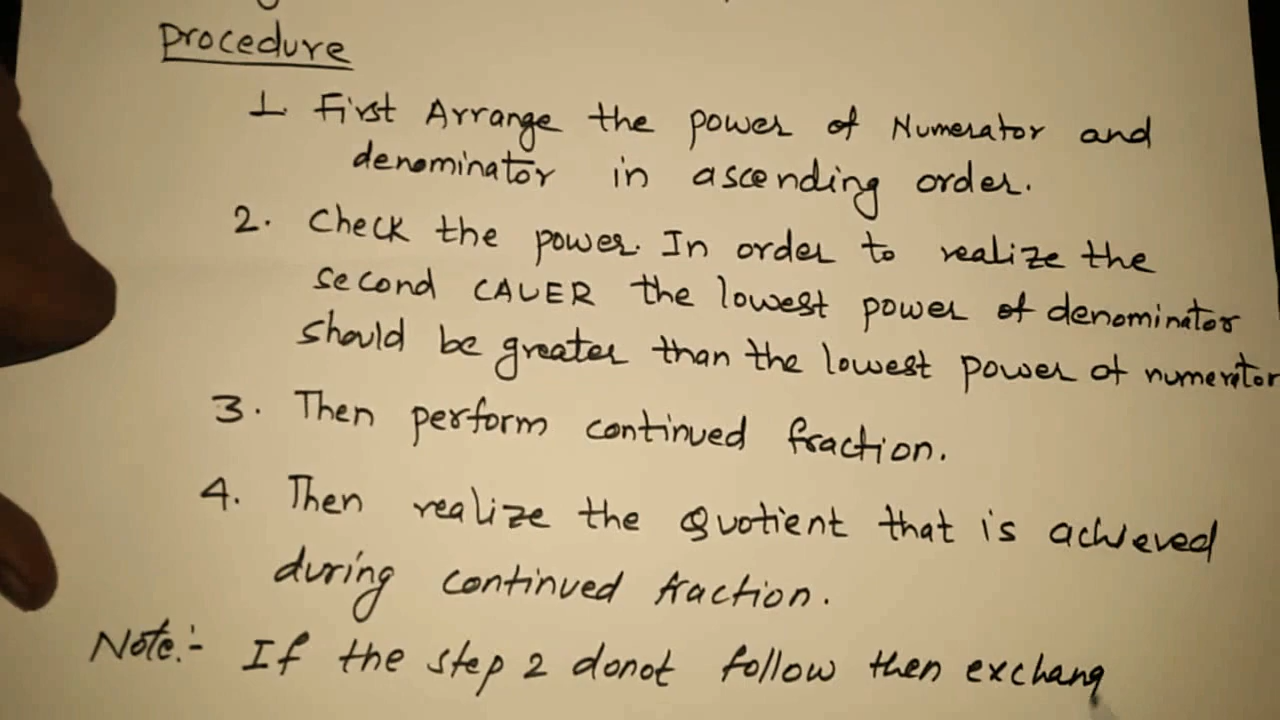 Procedure
1. First Arrange the power of Numerator and
denominator in ascending order.
2. Check the power. In order to realize the
second CAUER the lowest power of denominator
should be greater than the lowest power of numerator
3. Then perform continued fraction.
4. Then realize the Quotient that is achieved
during continued fraction.
Note:- If the step 2 donot follow then exchang